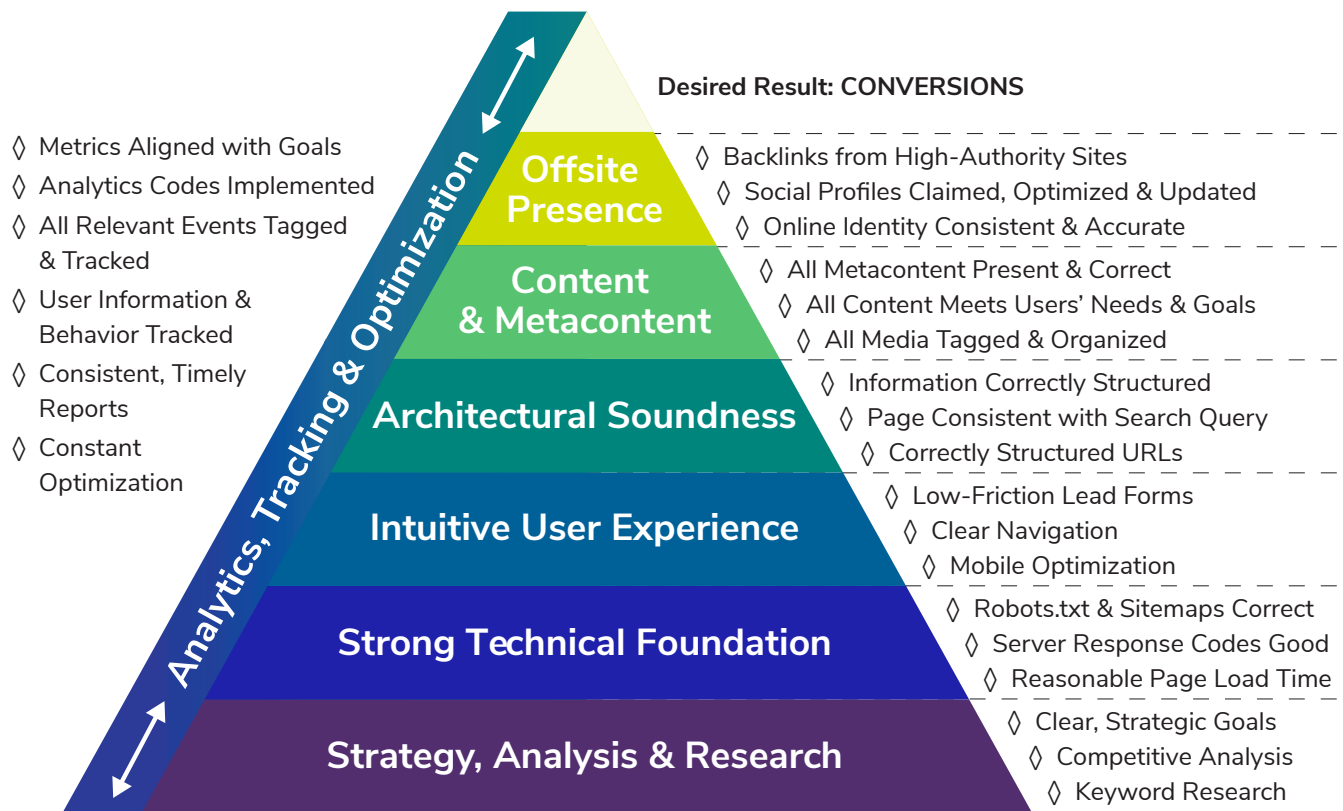 Desired Result: CONVERSIONS
◊ Metrics Aligned with Goals
◊ Analytics Codes Implemented
◊ All Relevant Events Tagged
& Tracked
◊ User Information &
Behavior Tracked
◊ Consistent, Timely
Reports
◊ Constant
Optimization
Analytics, Tracking & Optimization
Offsite
Presence
◊ Backlinks from High-Authority Sites
◊ Social Profiles Claimed, Optimized & Updated
◊ Online Identity Consistent & Accurate
Content
& Metacontent
◊ All Metacontent Present & Correct
◊ All Content Meets Users’ Needs & Goals
◊ All Media Tagged & Organized
Architectural Soundness
◊ Information Correctly Structured
◊ Page Consistent with Search Query
◊ Correctly Structured URLs
Intuitive User Experience
◊ Low-Friction Lead Forms
◊ Clear Navigation
◊ Mobile Optimization
Strong Technical Foundation
◊ Robots.txt & Sitemaps Correct
◊ Server Response Codes Good
◊ Reasonable Page Load Time
Strategy, Analysis & Research
◊ Clear, Strategic Goals
◊ Competitive Analysis
◊ Keyword Research